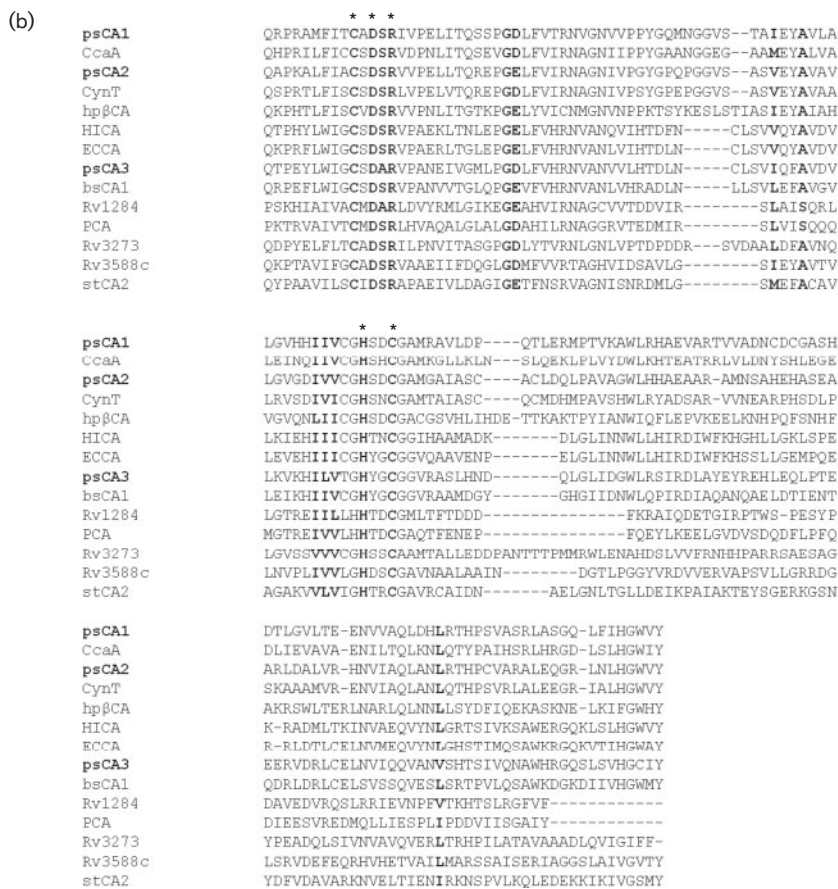 (b)
* * *
psCA1 QRPRAMFITCADSRIVPELITQSSPGDLFVTRNVGNVVPPYGQMNGGVS--TAIEYAVLA
CcaA QHPRILFICCSDSRVDPNLITQSEVGDLFVIRNAGNIIPPYGAANGGEG-AAMEYALVA
psCA2 QAPKALFIACSDSRVVPELLTQREPGDLFVIRNAGNIVPGYGPQPGGVS--ASVEYAVAV
CynT QSPRTLFISCSDSRLVPELVTQREPGDLFVIRNAGNIVPSYGPEPGGVS--ASVEYAVAA
hpβCA QKPHTLFISCVDSRVVPNLITGTKPGELYVICNMGNVNPPKTSYKESLSTIASIEYAIAH
HICA QTPHYLWIGCSDSRVPAEKLTNLEPGELFVHRNVANQVIHTDFN-----CLSVVQYAVDV
ECCA QKPRFLWIGCSDSRVPAERLTGLEPGELFVHRNVANLVIHTDLN-----CLSVVQYAVDV
psCA3 QTPEYLWIGCSDARVPANEIVGMLPGDLFVHRNVANVVLHTDLN-----CLSVIQFAVDV
bsCA1 QRPEFLWIGCSDSRVPANVVTGLQPGEVFVHRNVANLVHRADLN-----LLSVLEFAVGV
Rv1284 PSKHIAIVACMDARLDVYRMLGIKEGEAHVIRNAGCVVTDDVIR-----SLAISQRL
PCA PKTRVAIVTCMDSRLHVAQALGLALGDAHILRNAGGRVTEDMIR-----SLVISQQQ
Rv3273 QDPYELFLTCADSRILPNVITASGPGDLYTVRNLGNLVPTDPDDR----SVDAALDFAVNQ
Rv3588c QKPTAVIFGCADSRVAAEIIFDQGLGDMFVVRTAGHVIDSAVLG-----SIEYAVTV
stCA2 QYPAAVILSCIDSRAPAEIVLDAGIGETFNSRVAGNISNRDMLG-----SMEFACAV
* *
psCA1 LGVHHIIVCGHSDCGAMRAVLDP----QTLERMPTVKAWLRHAEVARTVVADNCDCGASH
CcaA LEINQIIVCGHSHCGAMKGLLKLN---SLQEKLPLVYDWLKHTEATRRLVLDNYSHLEGE
psCA2 LGVGDIVVCGHSNCGAMGAIASC----ACLDQLPAVAGWLHHAEAAR-AMNSAHEHASEA
CynT LRVSDIVICGHSNCGAMTAIASC----QCMDHMPAVSHWLRYADSAR-VVNEARPHSDLP
hpβCA VGVQNLIICGHSDCGACGSVHLIHDE-TTKAKTPYIANWIQFLEPVKEELKNHPQFSNHF
HICA LKIEHIIICGHTNCGGIHAAMADK-------DLGLINNWLLHIRDIWFKHGHLLGKLSPE
ECCA LEVEHIIICGHYGCGGVQAAVENP-------ELGLINNWLLHIRDIWFKHSSLLGEMPQE
psCA3 LKVKHILVTGHYGCGGVRASLHND-------QLGLIDGWLRSIRDLAYEYREHLEQLPTE
bsCA1 LEIKHIIVCGHYGCGGVRAAMDGY-------GHGIIDNWLQPIRDIAQANQAELDTIENT
Rv1284 LGTREIILLHHTDCGMLTFTDDD--------------FKRAIQDETGIRPTWS-PESYP
PCA MGTREIVVLHHTDCGAQTFENEP--------------FQEYLKEELGVDVSDQDFLPFQ
Rv3273 LGVSSVVVCGHSSCAAMTALLEDDPANTTTPMMRWLENAHDSLVVFRNHHPARRSAESAG
Rv3588c LNVPLIVVLGHDSCGAVNAALAAIN------DGTLPGGYVRDVVERVAPSVLLGRRDG
stCA2 AGAKVVLVIGHTRCGAVRCAIDN-------AELGNLTGLLDEIKPAIAKTEYSGERKGSN
psCA1 DTLGVLTE-ENVVAQLDHLRTHPSVASRLASGQ-LFIHGWVY
CcaA DLIEVAVA-ENILTQLKNLQTYPAIHSRLHRGD-LSLHGWIY
psCA2 ARLDALVR-HNVIAQLANLRTHPCVARALEQGR-LNLHGWVY
CynT SKAAAMVR-ENVIAQLANLQTHPSVRLALEEGR-IALHGWVY
hpβCA AKRSWLTERLNARLQLNNLLSYDFIQEKASKNE-LKIFGWHY
HICA K-RADMLTKINVAEQVYNLGRTSIVKSAWERGQKLSLHGWVY
ECCA R-RLDTLCELNVMEQVYNLGHSTIMQSAWKRGQKVTIHGWAY
psCA3 EERVDRLCELNVIQQVANVSHTSIVQNAWHRGQSLSVHGCIY
bsCA1 QDRLDRLCELSVSSQVESLSRTPVLQSAWKDGKDIIVHGWMY
Rv1284 DAVEDVRQSLRRIEVNPFVTKHTSLRGFVF------------
PCA DIEESVREDMQLLIESPLIPDDVIISGAIY------------
Rv3273 YPEADQLSIVNVAVQVERLTRHPILATAVAAADLQVIGIFF-
Rv3588c LSRVDEFEQRHVHETVAILMARSSAISERIAGGSLAIVGVTY
stCA2 YDFVDAVARKNVELTIENIRKNSPVLKQLEDEKKIKIVGSMY